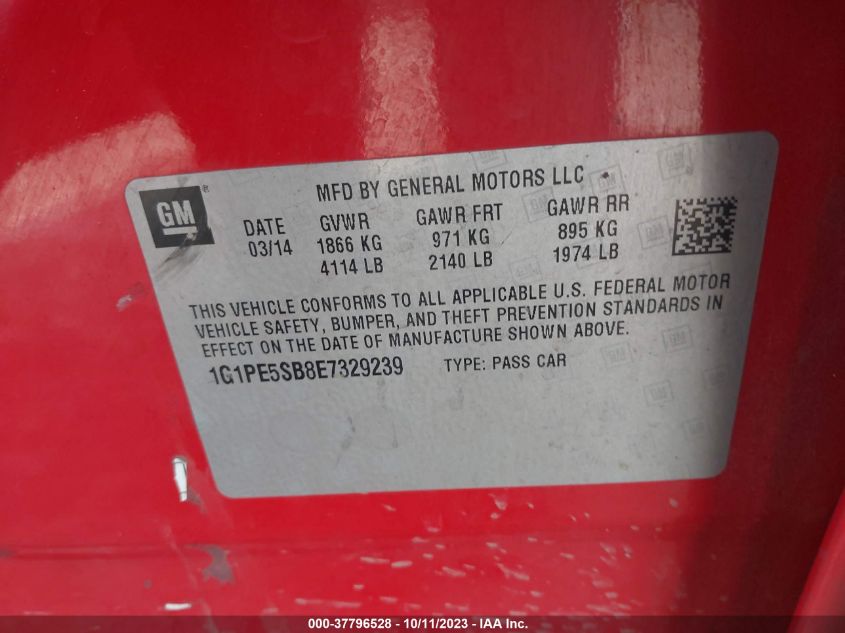 GM
MFD BY GENERAL MOTORS LLC
DATE GVWR GAWR FRT GAWR RR
03/14 1866 KG 971 KG 895 KG
4114 LB 2140 LB 1974 LB
THIS VEHICLE CONFORMS TO ALL APPLICABLE U.S. FEDERAL MOTOR
VEHICLE SAFETY, BUMPER, AND THEFT PREVENTION STANDARDS IN
EFFECT ON THE DATE OF MANUFACTURE SHOWN ABOVE.
1G1PE5SB8E7329239 TYPE: PASS CAR
000-37796528 - 10/11/2023 - IAA Inc.